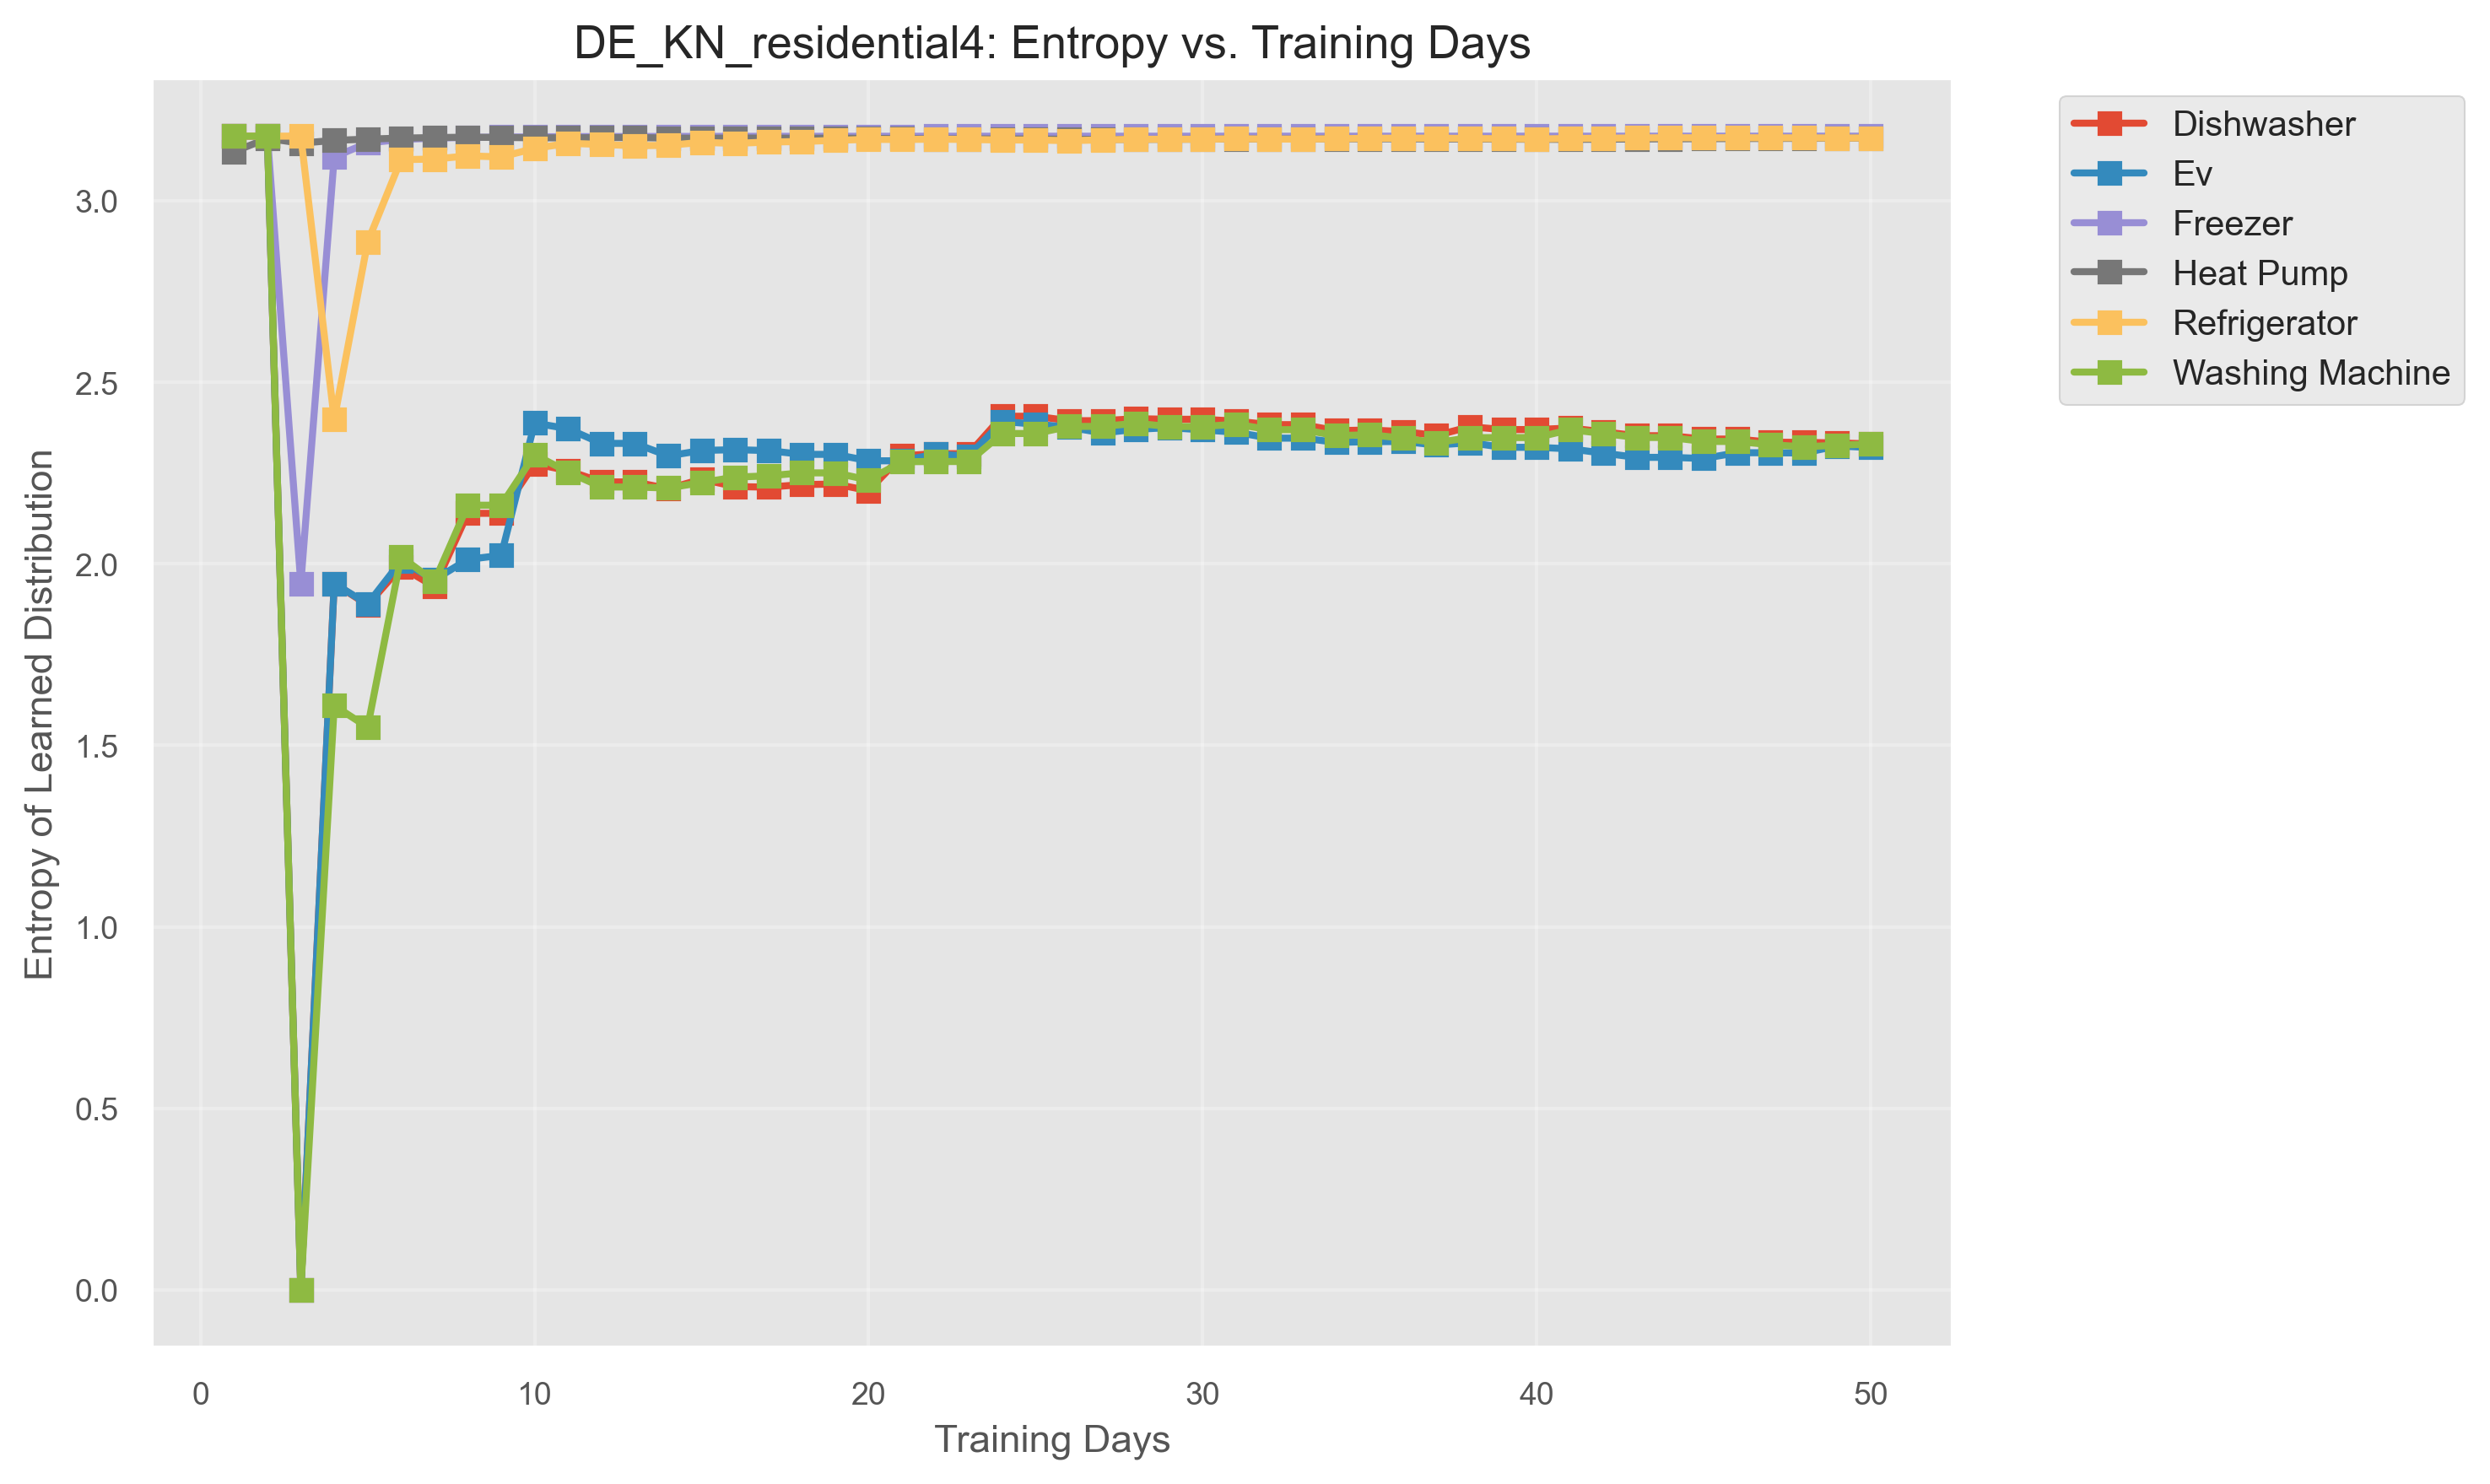 DE_KN_residential4: Entropy vs. Training Days
Entropy of Learned Distribution
3.0
2.5
2.0
1.5
1.0
0.5
0.0
0
10
20
30
40
50
Training Days
Dishwasher
Ev
Freezer
Heat Pump
Refrigerator
Washing Machine